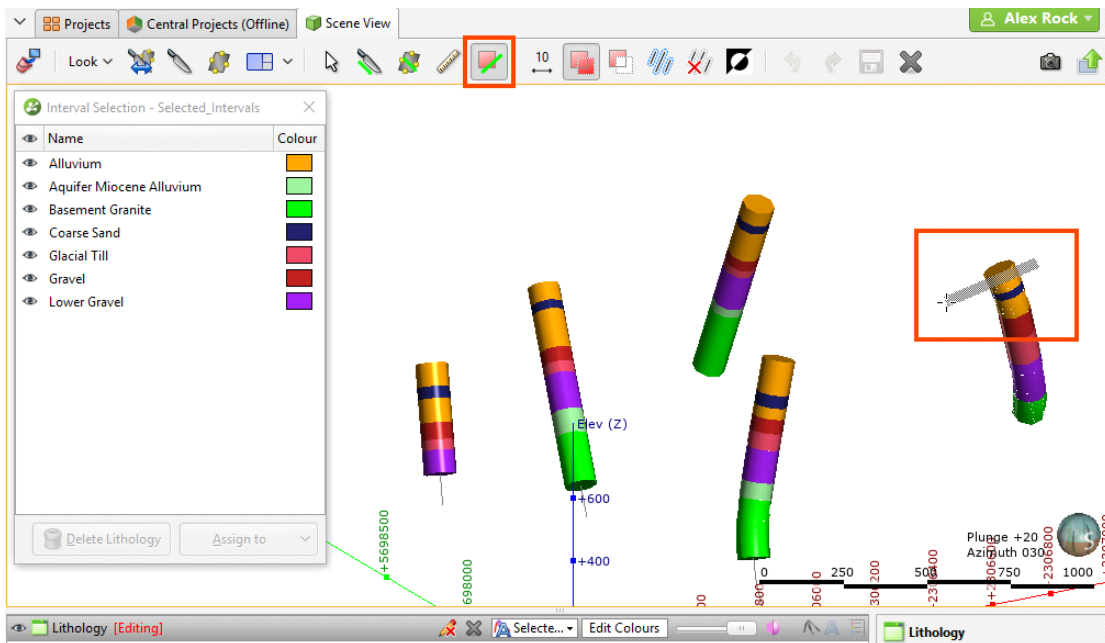 Projects Central Projects (Offline) Scene View Alex Rock
Look 10
Interval Selection - Selected_Intervals
Name Colour
Alluvium
Aquifer Miocene Alluvium
Basement Granite
Coarse Sand
Glacial Till
Gravel
Lower Gravel
Delete Lithology Assign to
Elev (Z)
+600
+400
+5698500
698000
Plunge +20
Azimuth 030
0 250 500 750 1000
S
Lithology [Editing] Selecte... Edit Colours
Lithology